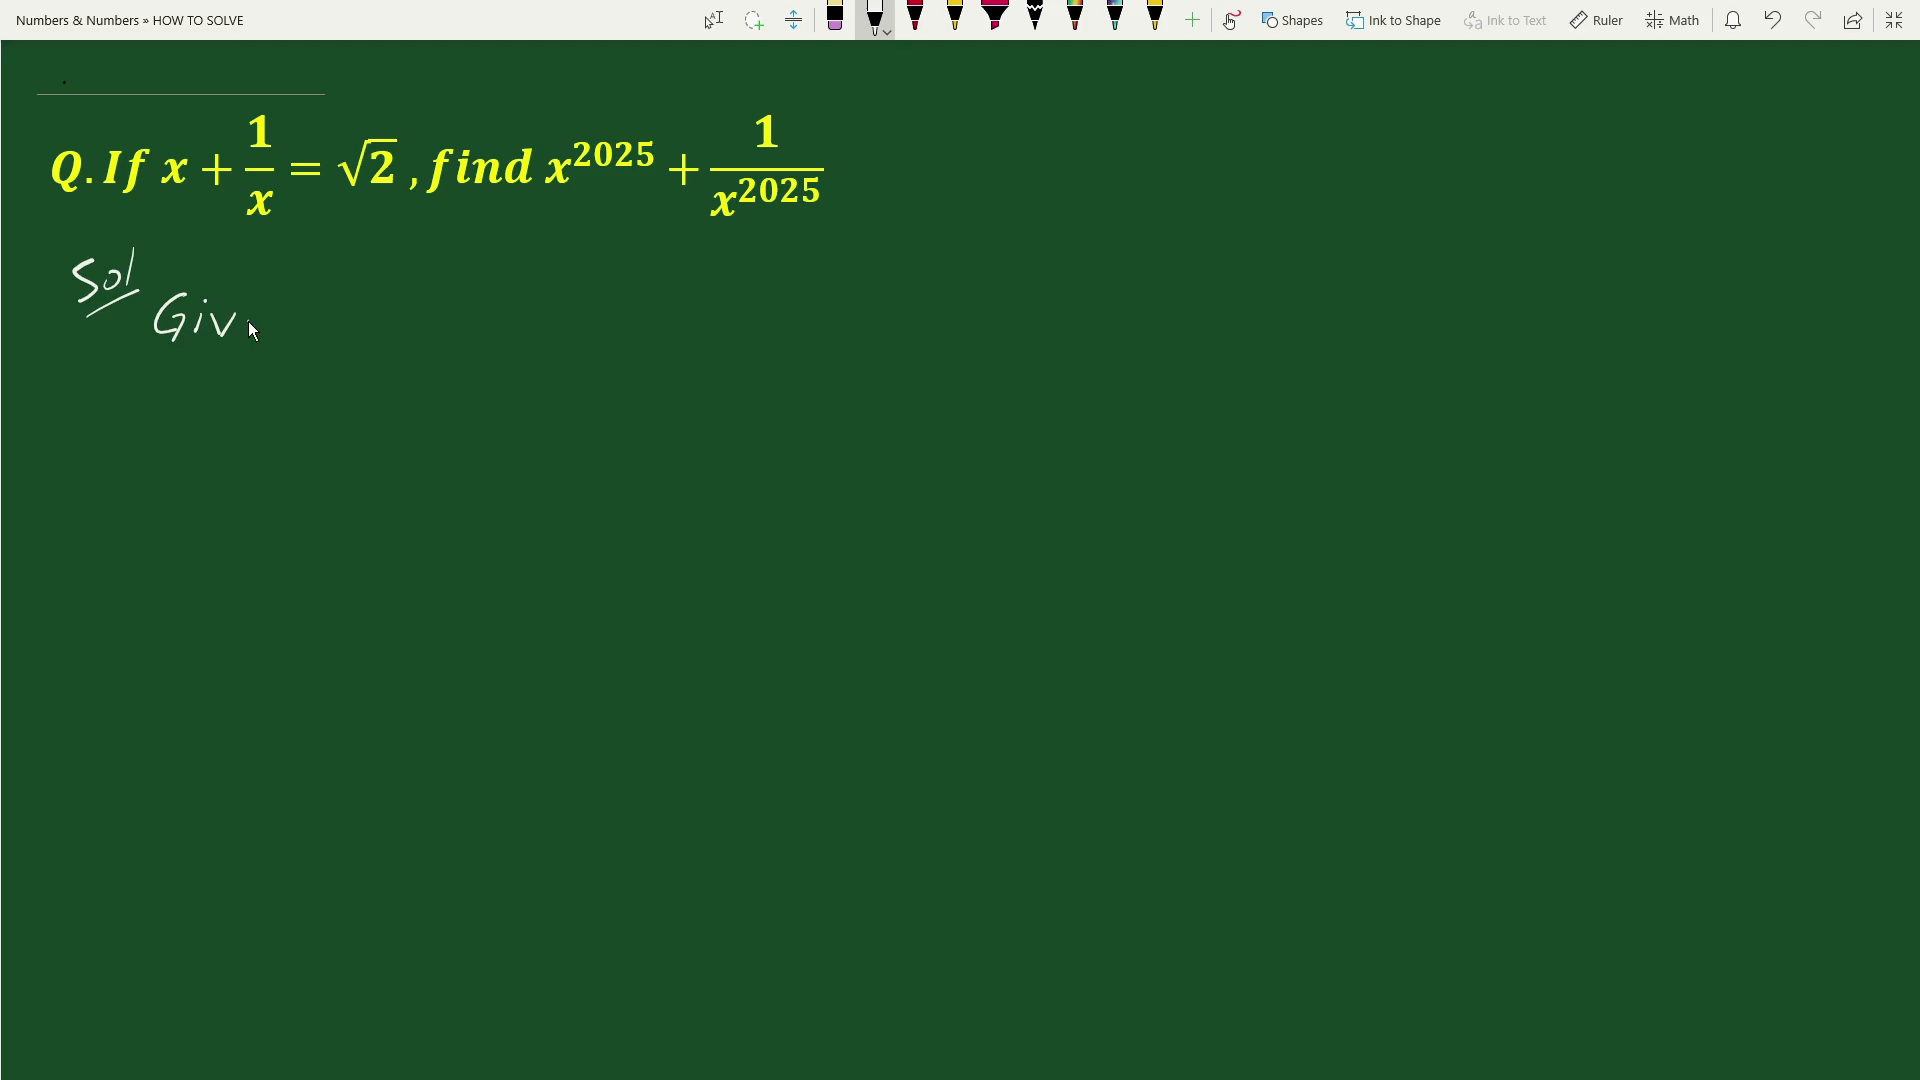 Numbers & Numbers » HOW TO SOLVE
Shapes Ink to Shape Ink to Text Ruler Math
Q. If x + 1/x = √2 , find x^2025 + 1/x^2025
Sol
Giv